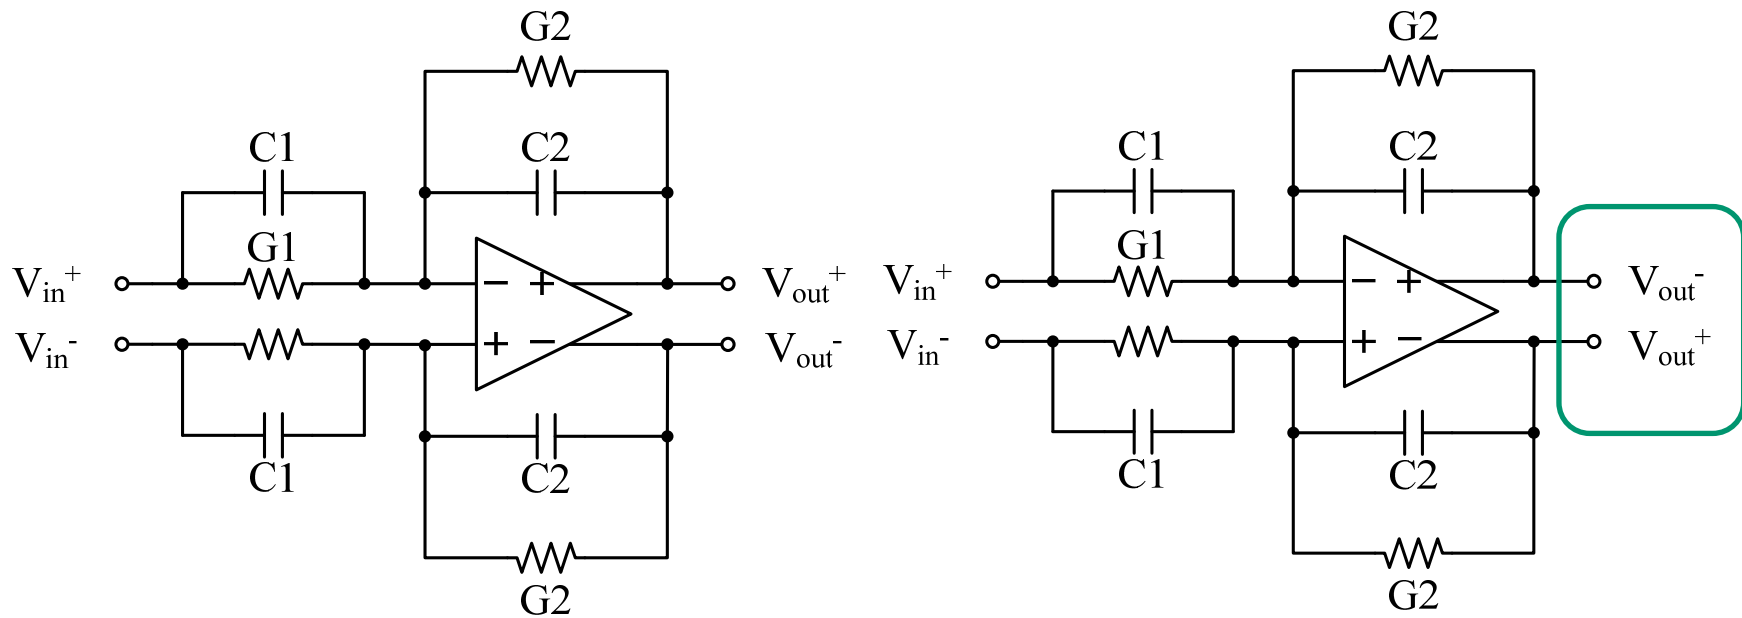 G2
C2
C1
G1
Vin+
Vin-
− +
+ −
Vout+
Vout-
C1
C2
G2
G2
C2
C1
G1
Vin+
Vin-
− +
+ −
Vout-
Vout+
C1
C2
G2